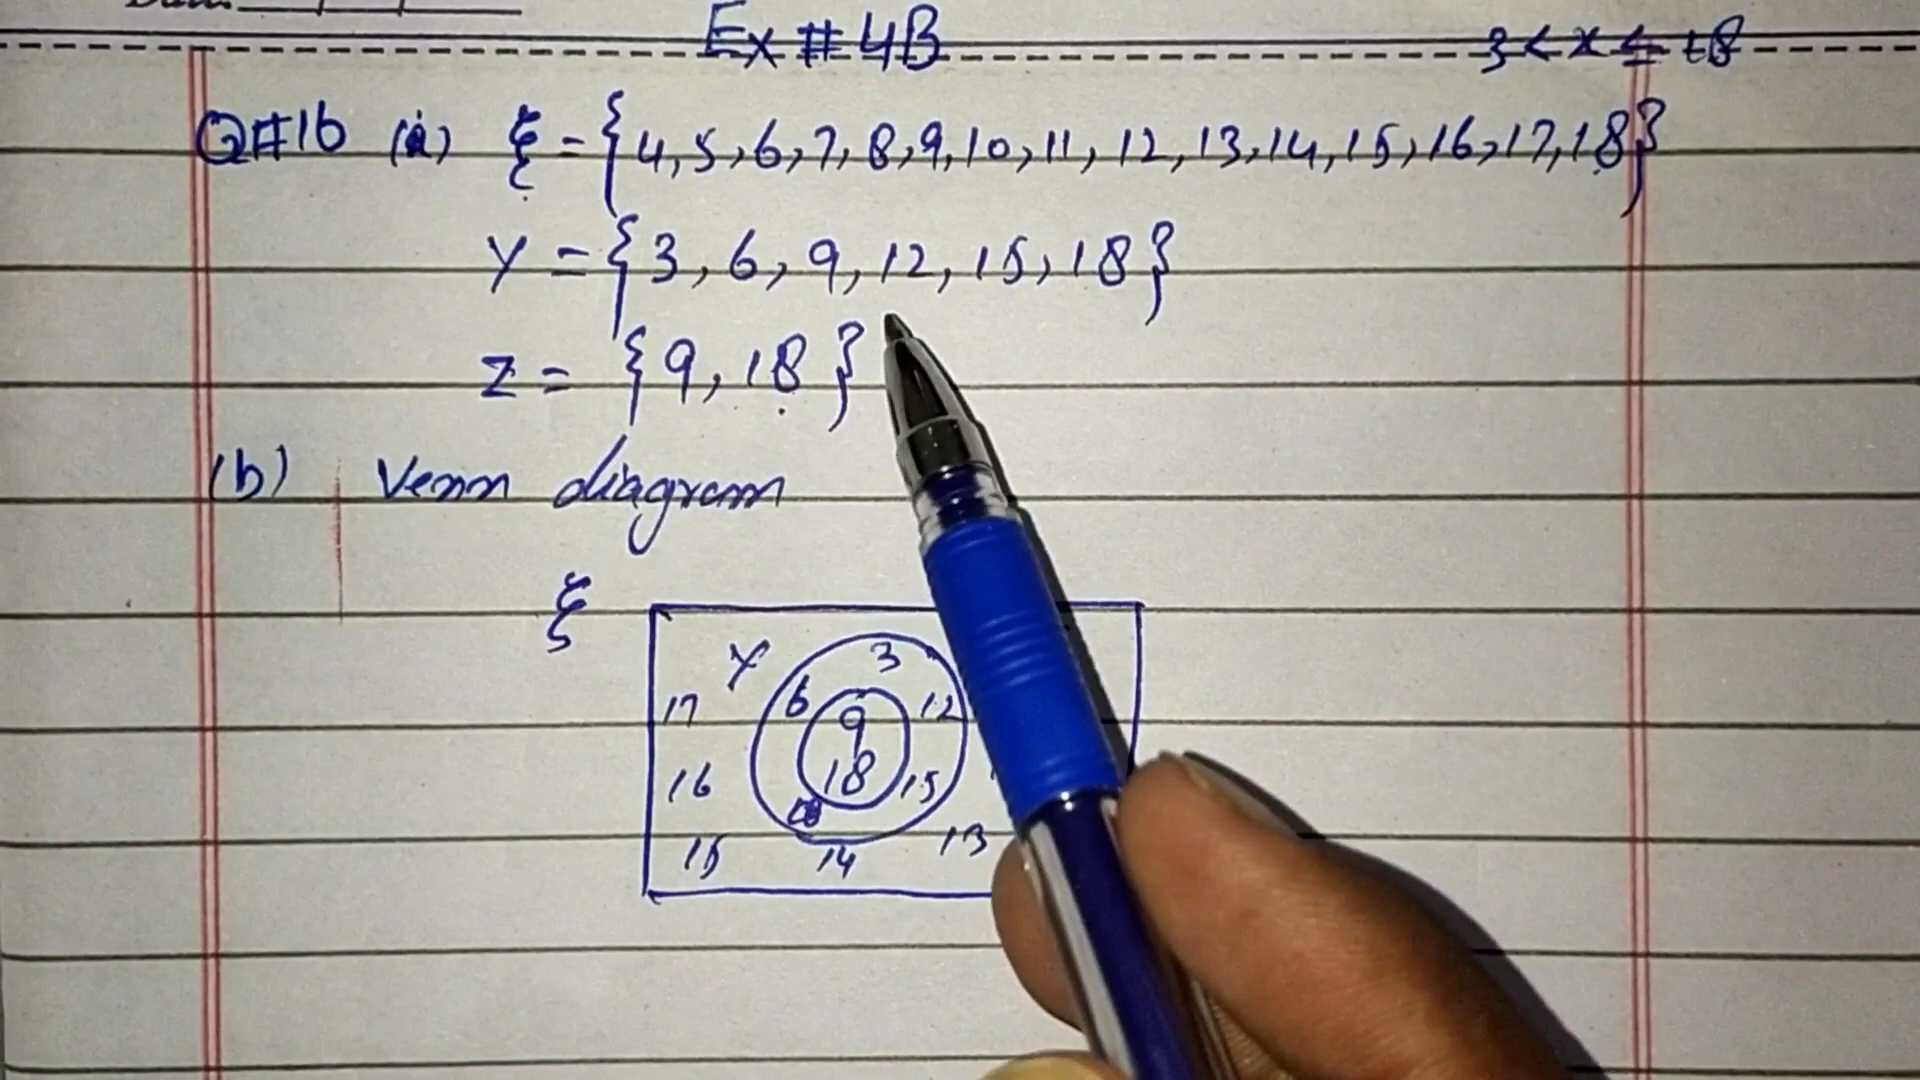 Ex # 4B
3 < x ≤ 18
Q#16 (a) ξ = {4,5,6,7,8,9,10,11,12,13,14,15,16,17,18}
Y = {3,6,9,12,15,18}
Z = {9,18}
(b) Venn diagram
ξ
Y 3
17 6 9 12
16 18 15
15 14 13